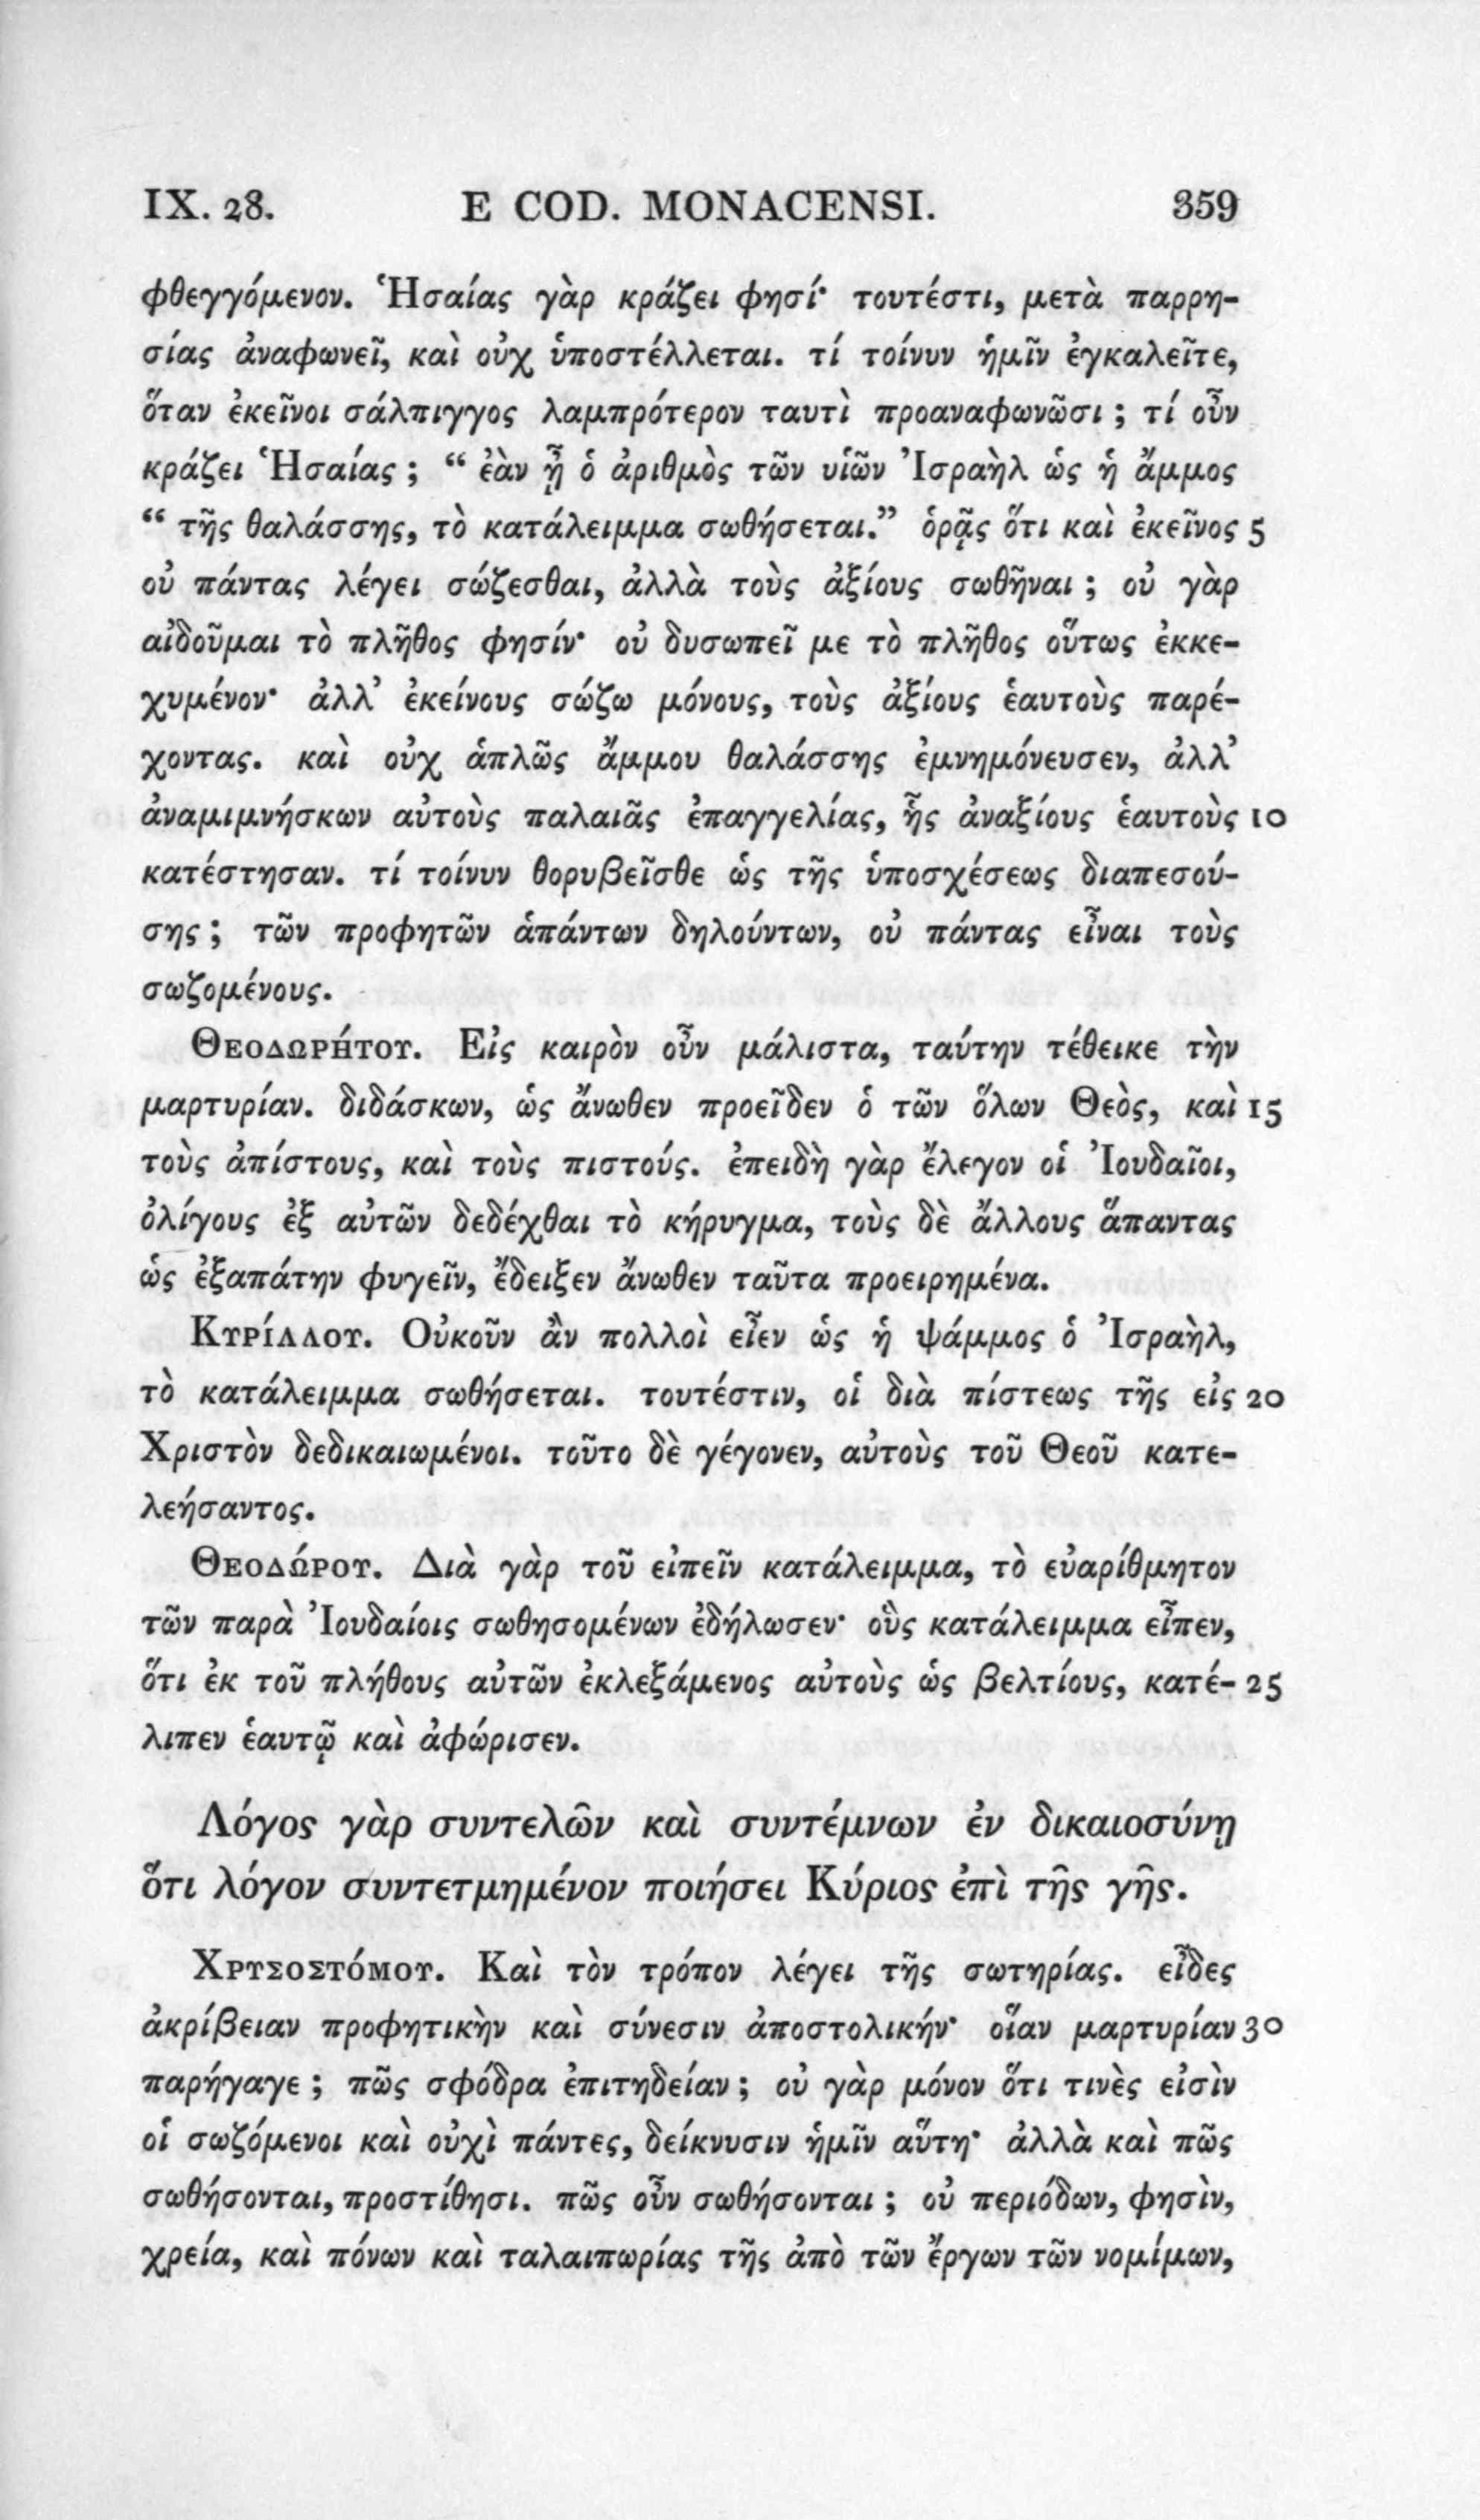 IX. 28. E COD. MONACENSI. 359
φθεγγόμενον. Ἡσαίας γὰρ κράζει φησί· τουτέστι, μετὰ παρρη-
σίας ἀναφωνεῖ, καὶ οὐχ ὑποστέλλεται. τί τοίνυν ἡμῖν ἐγκαλεῖτε,
ὅταν ἐκεῖνοι σάλπιγγος λαμπρότερον ταυτὶ προαναφωνῶσι ; τί οὖν
κράζει Ἡσαίας ; “ ἐὰν ᾖ ὁ ἀριθμὸς τῶν υἱῶν Ἰσραὴλ ὡς ἡ ἄμμος
“ τῆς θαλάσσης, τὸ κατάλειμμα σωθήσεται.” ὁρᾷς ὅτι καὶ ἐκεῖνος 5
οὐ πάντας λέγει σώζεσθαι, ἀλλὰ τοὺς ἀξίους σωθῆναι ; οὐ γὰρ
αἰδοῦμαι τὸ πλῆθος φησίν· οὐ δυσωπεῖ με τὸ πλῆθος οὕτως ἐκκε-
χυμένον· ἀλλ’ ἐκείνους σώζω μόνους, τοὺς ἀξίους ἑαυτοὺς παρέ-
χοντας. καὶ οὐχ ἁπλῶς ἄμμου θαλάσσης ἐμνημόνευσεν, ἀλλ’
ἀναμιμνήσκων αὐτοὺς παλαιᾶς ἐπαγγελίας, ἧς ἀναξίους ἑαυτοὺς 10
κατέστησαν. τί τοίνυν θορυβεῖσθε ὡς τῆς ὑποσχέσεως διαπεσού-
σης ; τῶν προφητῶν ἁπάντων δηλούντων, οὐ πάντας εἶναι τοὺς
σωζομένους.
Θεοδωρήτου. Εἰς καιρὸν οὖν μάλιστα, ταύτην τέθεικε τὴν
μαρτυρίαν. διδάσκων, ὡς ἄνωθεν προεῖδεν ὁ τῶν ὅλων Θεὸς, καὶ 15
τοὺς ἀπίστους, καὶ τοὺς πιστούς. ἐπειδὴ γὰρ ἔλεγον οἱ Ἰουδαῖοι,
ὀλίγους ἐξ αὐτῶν δεδέχθαι τὸ κήρυγμα, τοὺς δὲ ἄλλους ἅπαντας
ὡς ἐξαπάτην φυγεῖν, ἔδειξεν ἄνωθεν ταῦτα προειρημένα.
Κυρίλλου. Οὐκοῦν ἂν πολλοὶ εἶεν ὡς ἡ ψάμμος ὁ Ἰσραὴλ,
τὸ κατάλειμμα σωθήσεται. τουτέστιν, οἱ διὰ πίστεως τῆς εἰς 20
Χριστὸν δεδικαιωμένοι. τοῦτο δὲ γέγονεν, αὐτοὺς τοῦ Θεοῦ κατε-
λεήσαντος.
Θεοδώρου. Διὰ γὰρ τοῦ εἰπεῖν κατάλειμμα, τὸ εὐαρίθμητον
τῶν παρὰ Ἰουδαίοις σωθησομένων ἐδήλωσεν· οὓς κατάλειμμα εἶπεν,
ὅτι ἐκ τοῦ πλήθους αὐτῶν ἐκλεξάμενος αὐτοὺς ὡς βελτίους, κατέ- 25
λιπεν ἑαυτῷ καὶ ἀφώρισεν.
Λόγος γὰρ συντελῶν καὶ συντέμνων ἐν δικαιοσύνῃ
ὅτι λόγον συντετμημένον ποιήσει Κύριος ἐπὶ τῆς γῆς.
Χρυσοστόμου. Καὶ τὸν τρόπον λέγει τῆς σωτηρίας. εἶδες
ἀκρίβειαν προφητικὴν καὶ σύνεσιν ἀποστολικήν· οἵαν μαρτυρίαν 30
παρήγαγε ; πῶς σφόδρα ἐπιτηδείαν ; οὐ γὰρ μόνον ὅτι τινὲς εἰσὶν
οἱ σωζόμενοι καὶ οὐχὶ πάντες, δείκνυσιν ἡμῖν αὕτη· ἀλλὰ καὶ πῶς
σωθήσονται, προστίθησι. πῶς οὖν σωθήσονται ; οὐ περιόδων, φησὶν,
χρεία, καὶ πόνων καὶ ταλαιπωρίας τῆς ἀπὸ τῶν ἔργων τῶν νομίμων,